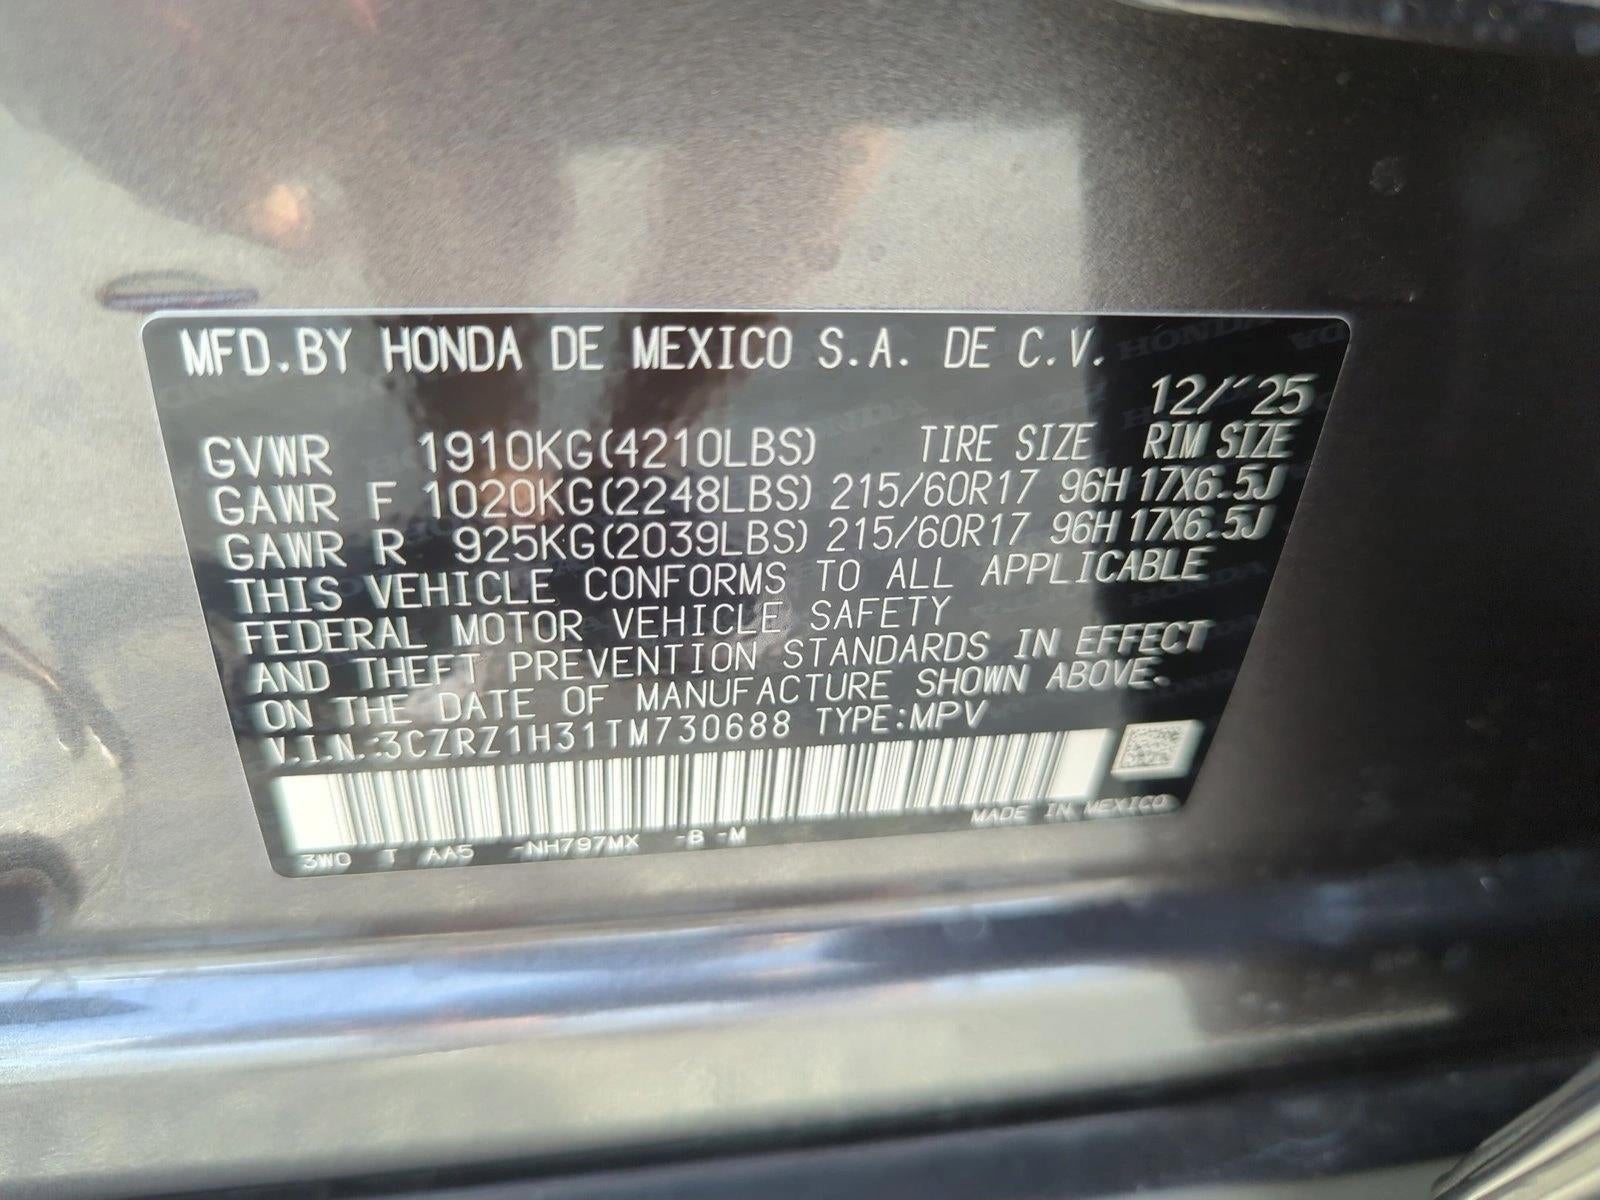 MFD.BY HONDA DE MEXICO S.A. DE C.V.
12/'25
GVWR 1910KG(4210LBS) TIRE SIZE RIM SIZE
GAWR F 1020KG(2248LBS) 215/60R17 96H 17X6.5J
GAWR R 925KG(2039LBS) 215/60R17 96H 17X6.5J
THIS VEHICLE CONFORMS TO ALL APPLICABLE
FEDERAL MOTOR VEHICLE SAFETY
AND THEFT PREVENTION STANDARDS IN EFFECT
ON THE DATE OF MANUFACTURE SHOWN ABOVE.
V.I.N.:3CZRZ1H31TM730688 TYPE:MPV
MADE IN MEXICO
3W0 T AA5 -NH797MX -B -M